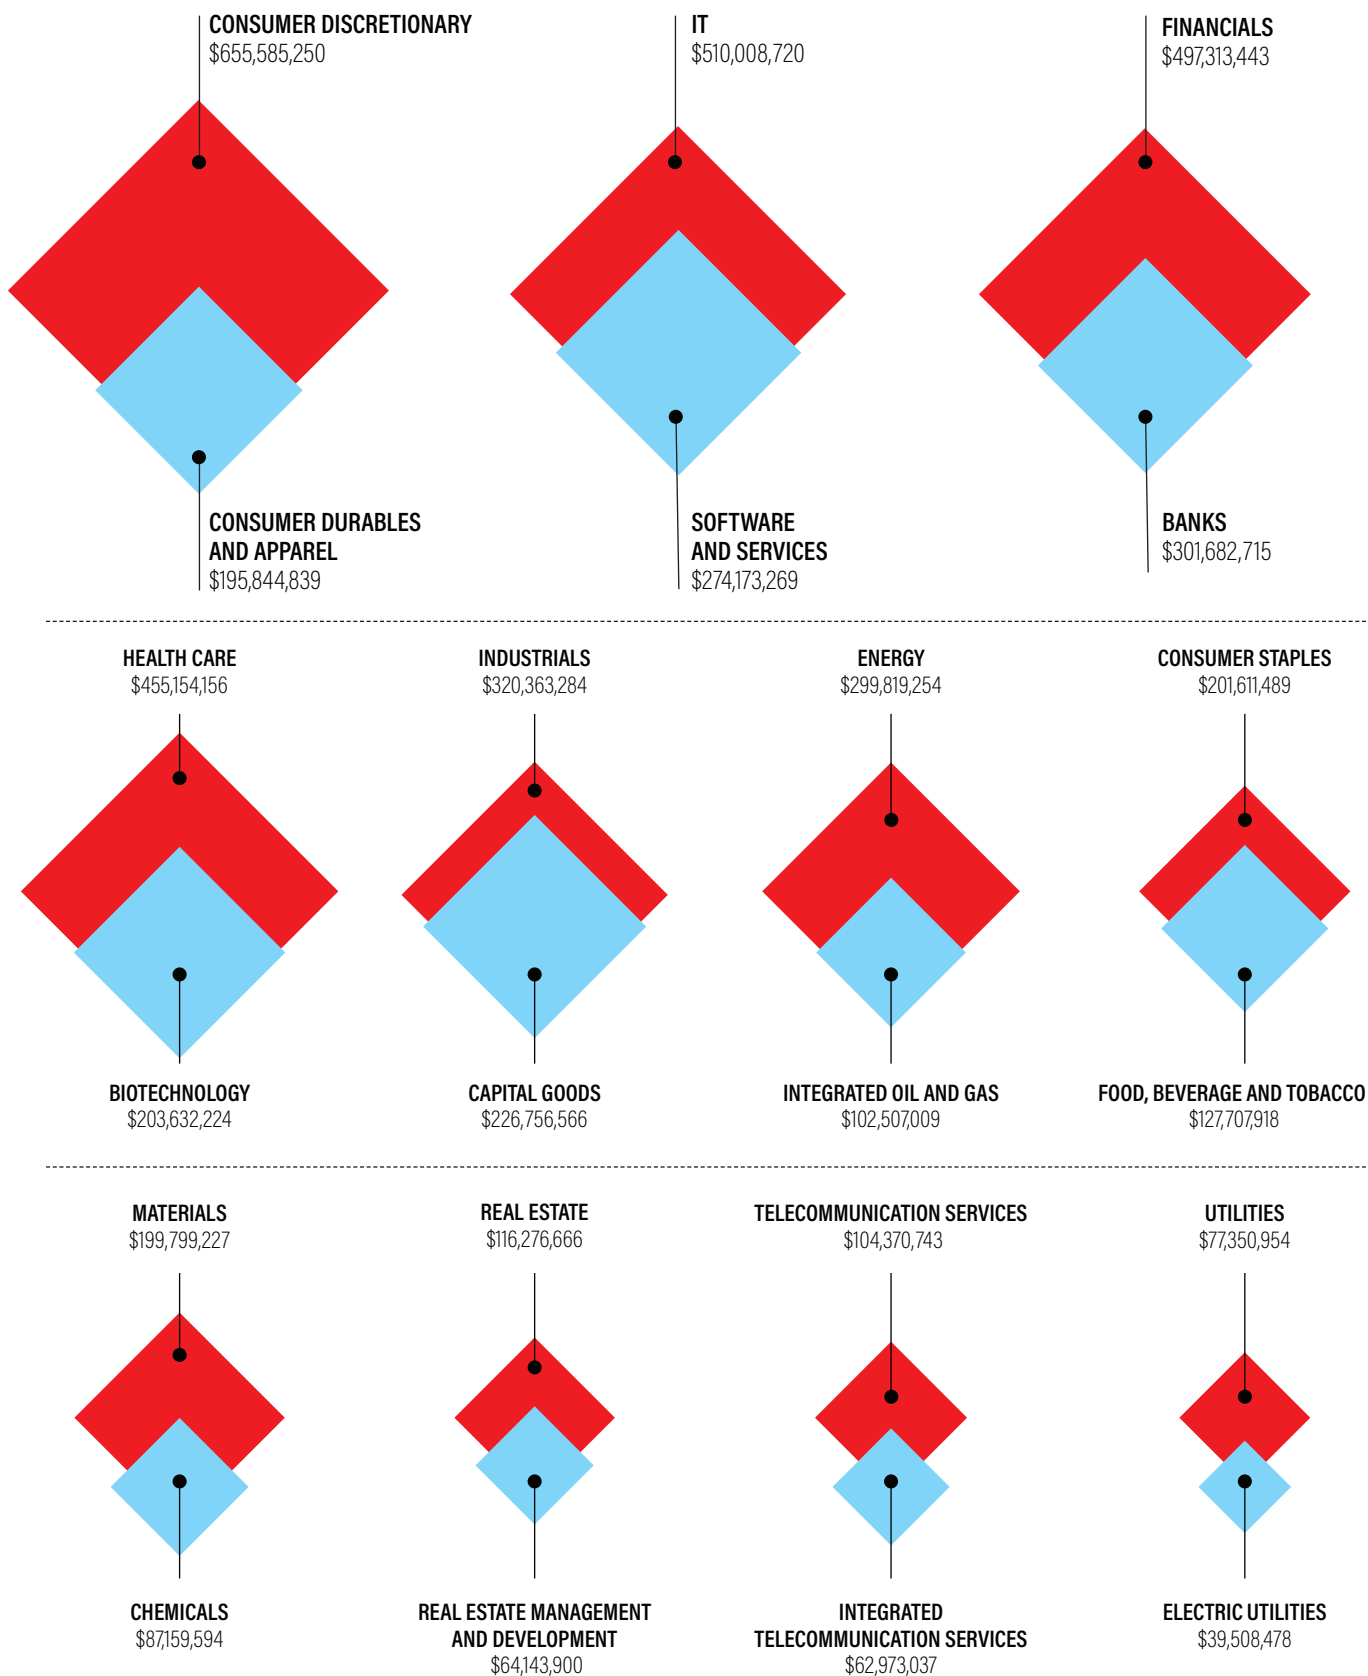 CONSUMER DISCRETIONARY
$655,585,250
IT
$510,008,720
FINANCIALS
$497,313,443
CONSUMER DURABLES
AND APPAREL
$195,844,839
SOFTWARE
AND SERVICES
$274,173,269
BANKS
$301,682,715
HEALTH CARE
$455,154,156
INDUSTRIALS
$320,363,284
ENERGY
$299,819,254
CONSUMER STAPLES
$201,611,489
BIOTECHNOLOGY
$203,632,224
CAPITAL GOODS
$226,756,566
INTEGRATED OIL AND GAS
$102,507,009
FOOD, BEVERAGE AND TOBACCO
$127,707,918
MATERIALS
$199,799,227
REAL ESTATE
$116,276,666
TELECOMMUNICATION SERVICES
$104,370,743
UTILITIES
$77,350,954
CHEMICALS
$87,159,594
REAL ESTATE MANAGEMENT
AND DEVELOPMENT
$64,143,900
INTEGRATED
TELECOMMUNICATION SERVICES
$62,973,037
ELECTRIC UTILITIES
$39,508,478